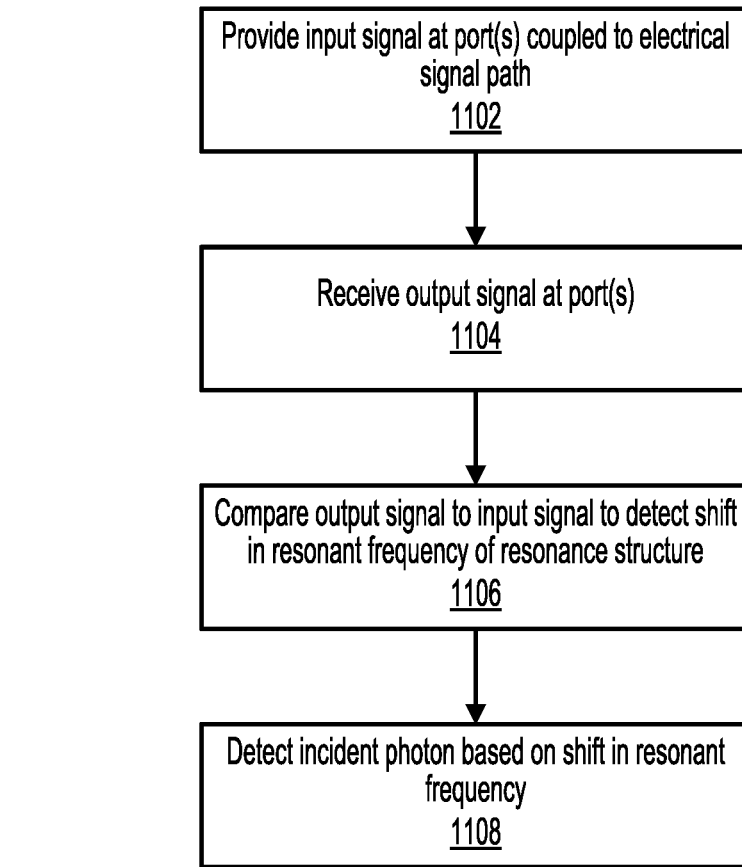 Provide input signal at port(s) coupled to electrical
signal path
1102
Receive output signal at port(s)
1104
Compare output signal to input signal to detect shift
in resonant frequency of resonance structure
1106
Detect incident photon based on shift in resonant
frequency
1108